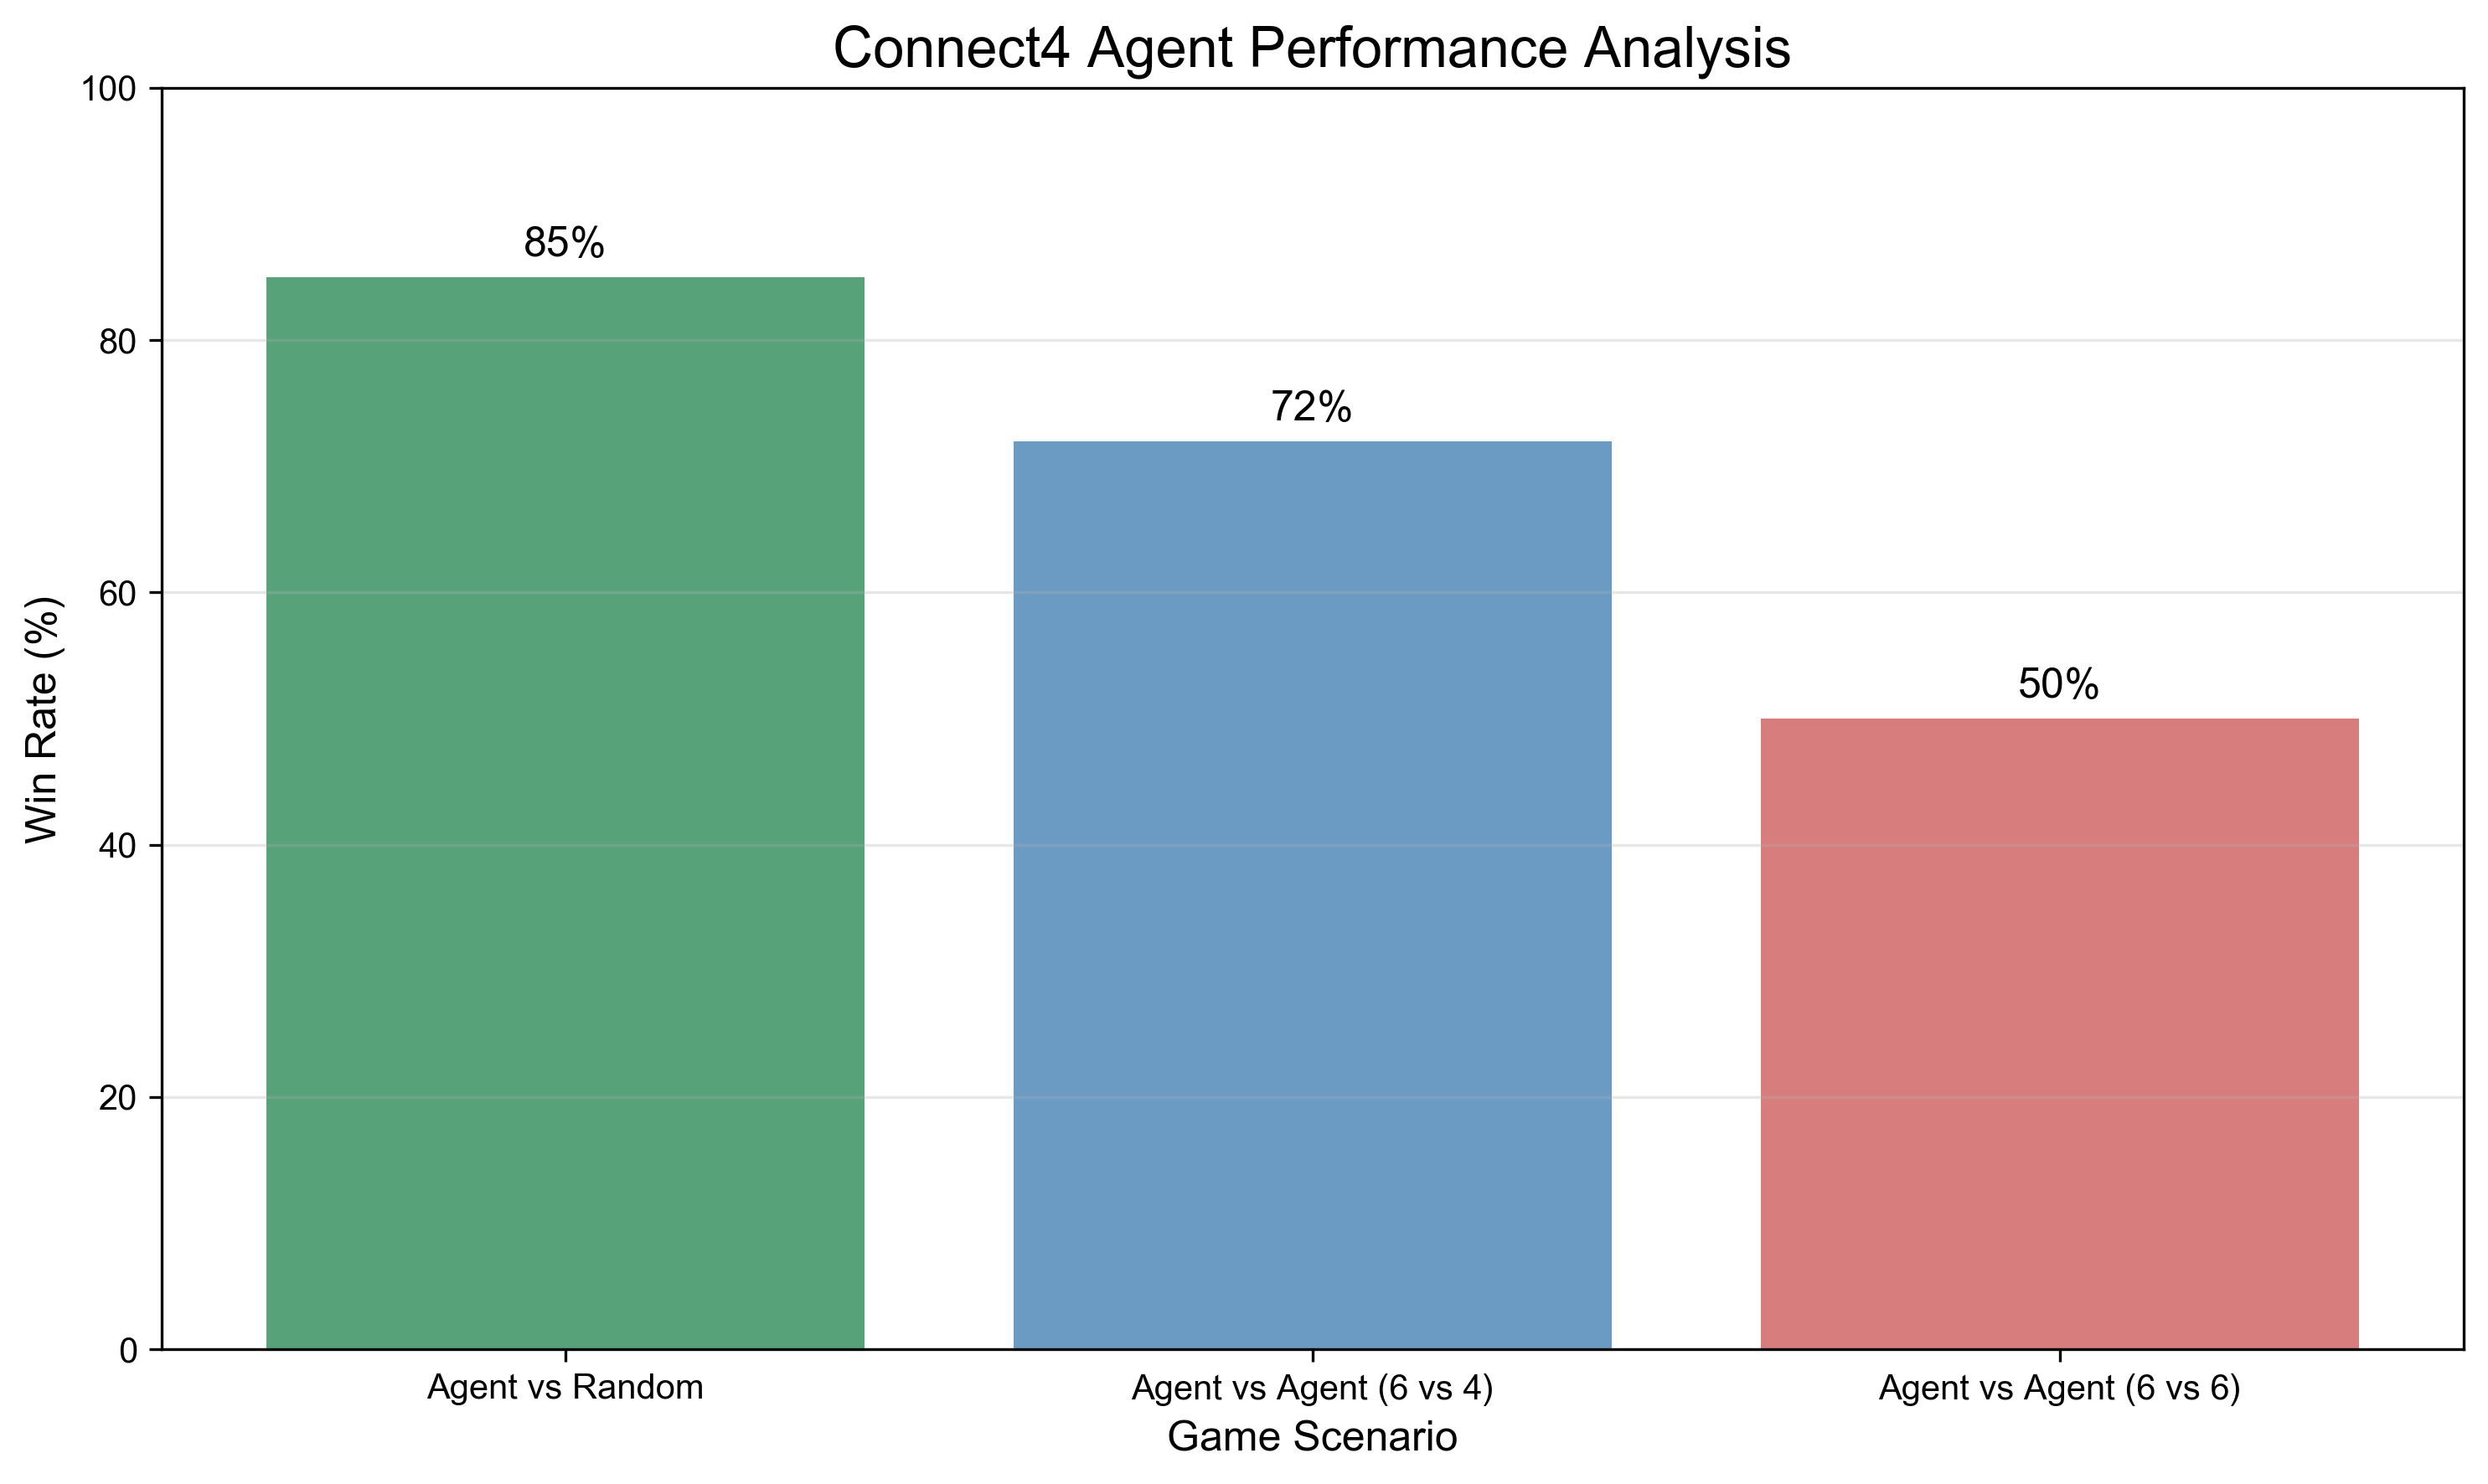 Connect4 Agent Performance Analysis
100
80
60
40
20
0
Win Rate (%)
85%
72%
50%
Agent vs Random
Agent vs Agent (6 vs 4)
Agent vs Agent (6 vs 6)
Game Scenario